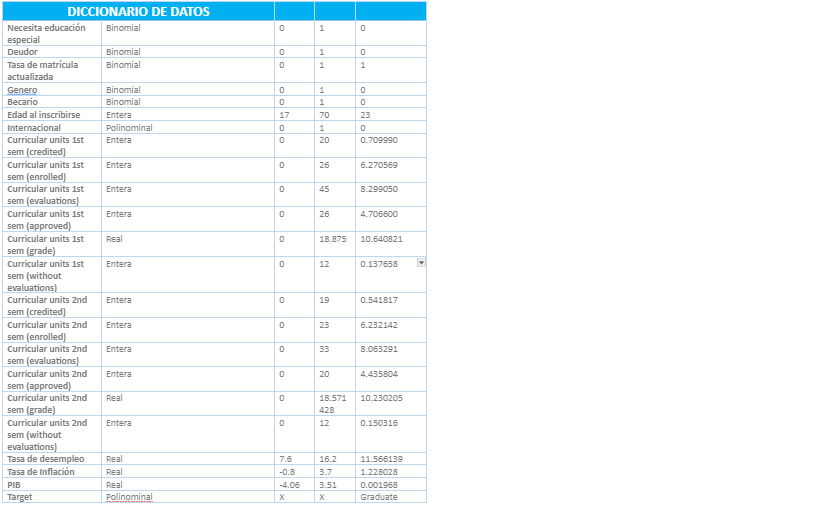 DICCIONARIO DE DATOS
Necesita educación especial Binomial 0 1 0
Deudor Binomial 0 1 0
Tasa de matrícula actualizada Binomial 0 1 1
Genero Binomial 0 1 0
Becario Binomial 0 1 0
Edad al inscribirse Entera 17 70 23
Internacional Polinominal 0 1 0
Curricular units 1st sem (credited) Entera 0 20 0.709990
Curricular units 1st sem (enrolled) Entera 0 26 6.270569
Curricular units 1st sem (evaluations) Entera 0 45 8.299050
Curricular units 1st sem (approved) Entera 0 26 4.706600
Curricular units 1st sem (grade) Real 0 18.875 10.640821
Curricular units 1st sem (without evaluations) Entera 0 12 0.137658
Curricular units 2nd sem (credited) Entera 0 19 0.541817
Curricular units 2nd sem (enrolled) Entera 0 23 6.232142
Curricular units 2nd sem (evaluations) Entera 0 33 8.063291
Curricular units 2nd sem (approved) Entera 0 20 4.435804
Curricular units 2nd sem (grade) Real 0 18.571428 10.230205
Curricular units 2nd sem (without evaluations) Entera 0 12 0.150316
Tasa de desempleo Real 7.6 16.2 11.566139
Tasa de Inflación Real -0.8 3.7 1.228028
PIB Real -4.06 3.51 0.001968
Target Polinominal X X Graduate